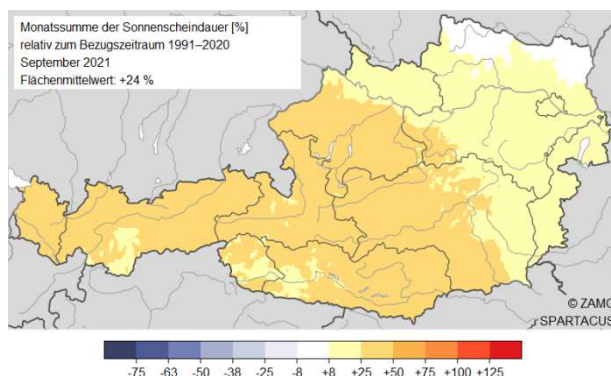 Monatssumme der Sonnenscheindauer [%]
relativ zum Bezugszeitraum 1991–2020
September 2021
Flächenmittelwert: +24 %
© ZAMG
SPARTACUS
-75 -63 -50 -38 -25 -8 +8 +25 +50 +75 +100 +125